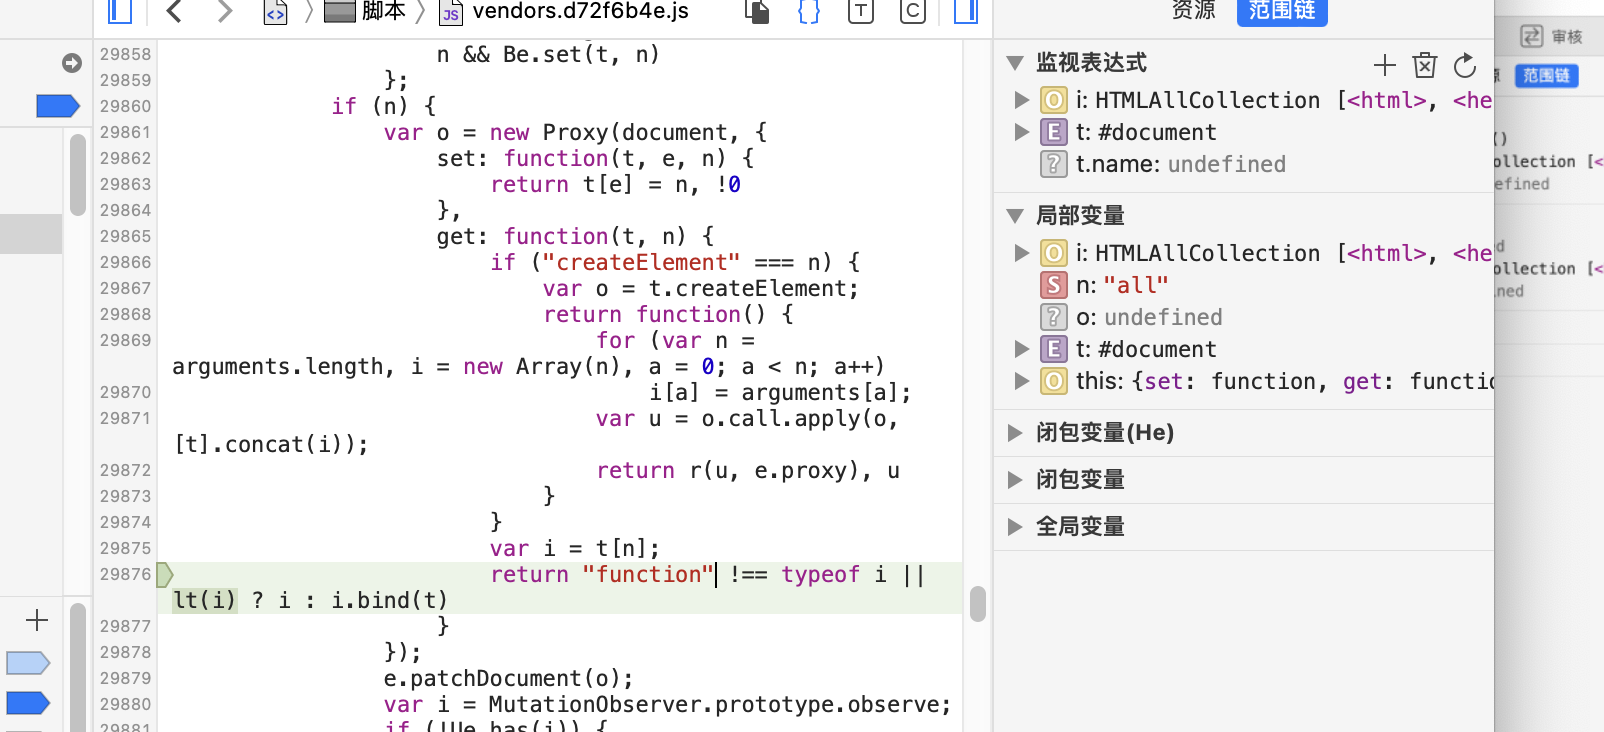 脚本 vendors.d72f6b4e.js T C 资源 范围链
29858 n && Be.set(t, n)
29859 };
29860 if (n) {
29861 var o = new Proxy(document, {
29862 set: function(t, e, n) {
29863 return t[e] = n, !0
29864 },
29865 get: function(t, n) {
29866 if ("createElement" === n) {
29867 var o = t.createElement;
29868 return function() {
29869 for (var n =
arguments.length, i = new Array(n), a = 0; a < n; a++)
29870 i[a] = arguments[a];
29871 var u = o.call.apply(o,
[t].concat(i));
29872 return r(u, e.proxy), u
29873 }
29874 }
29875 var i = t[n];
29876 return "function" !== typeof i ||
lt(i) ? i : i.bind(t)
29877 }
29878 });
29879 e.patchDocument(o);
29880 var i = MutationObserver.prototype.observe;
29881
监视表达式
O i: HTMLAllCollection [<html>, <he
E t: #document
? t.name: undefined
局部变量
O i: HTMLAllCollection [<html>, <he
S n: "all"
? o: undefined
E t: #document
O this: {set: function, get: functio
闭包变量(He)
闭包变量
全局变量
审核
范围链
()
ollection [<
efined
ollection [<
ned